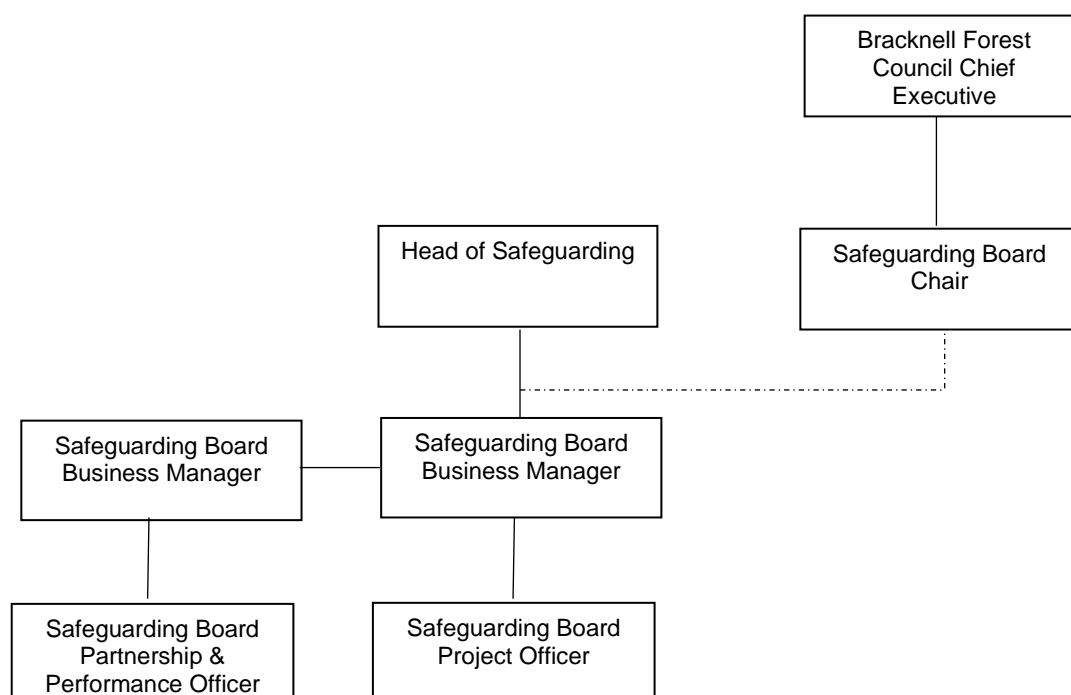 Bracknell Forest
Council Chief
Executive
Head of Safeguarding
Safeguarding Board
Chair
Safeguarding Board
Business Manager
Safeguarding Board
Business Manager
Safeguarding Board
Partnership &
Performance Officer
Safeguarding Board
Project Officer